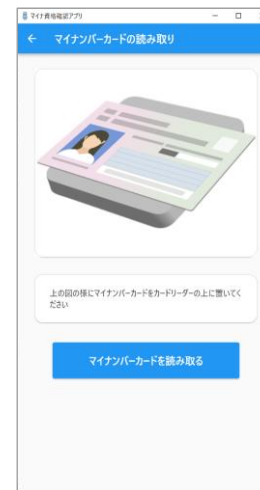 マイナ資格確認アプリ
マイナンバーカードの読み取り
上の図の様にマイナンバーカードをカードリーダーの上に置いてく
ださい
マイナンバーカードを読み取る